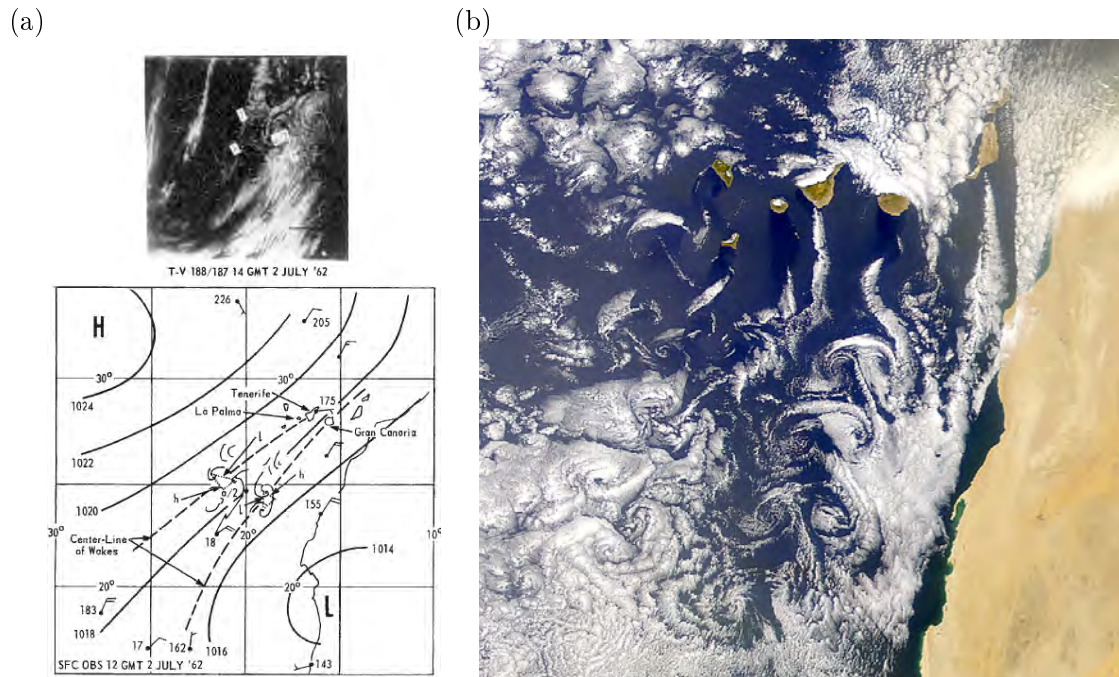 (a)
(b)
T-V 188/187 14 GMT 2 JULY '62
226
205
H
30°
30°
Tenerife
175
1024
La Palma
Gran Canaria
1022
l
h
h
a/2
1020
155
30°
20°
10°
Center-Line
of Wakes
18
1014
20°
20°
183
L
1018
17
162
1016
143
SFC OBS 12 GMT 2 JULY '62